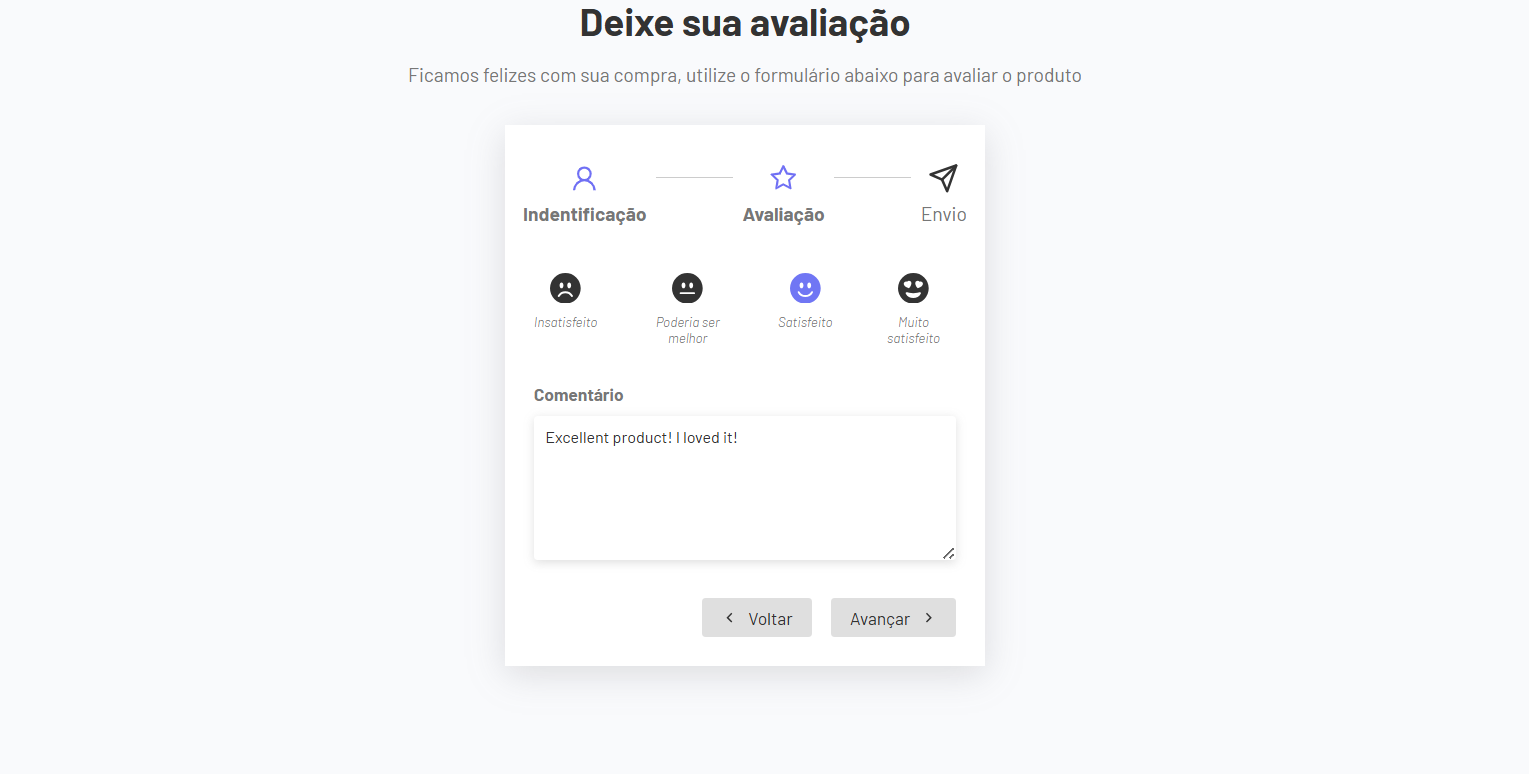 Deixe sua avaliação
Ficamos felizes com sua compra, utilize o formulário abaixo para avaliar o produto
Indentificação
Avaliação
Envio
Insatisfeito
Poderia ser
melhor
Satisfeito
Muito
satisfeito
Comentário
Excellent product! I loved it!
Voltar
Avançar